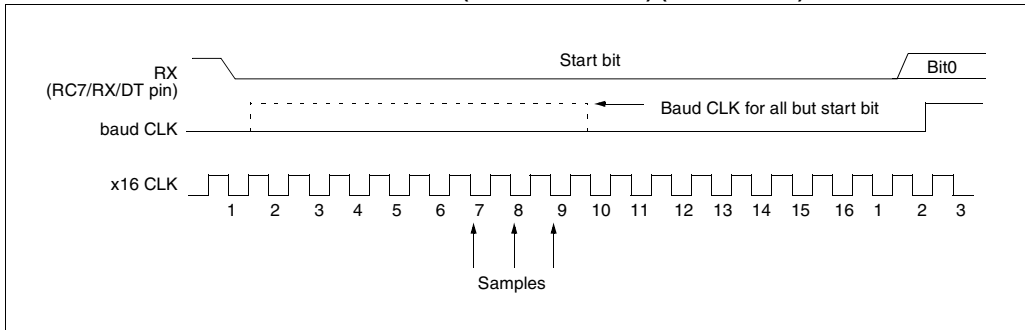 Start bit
RX
(RC7/RX/DT pin)
Bit0
Baud CLK for all but start bit
baud CLK
x16 CLK
1 2 3 4 5 6 7 8 9 10 11 12 13 14 15 16 1 2 3
Samples